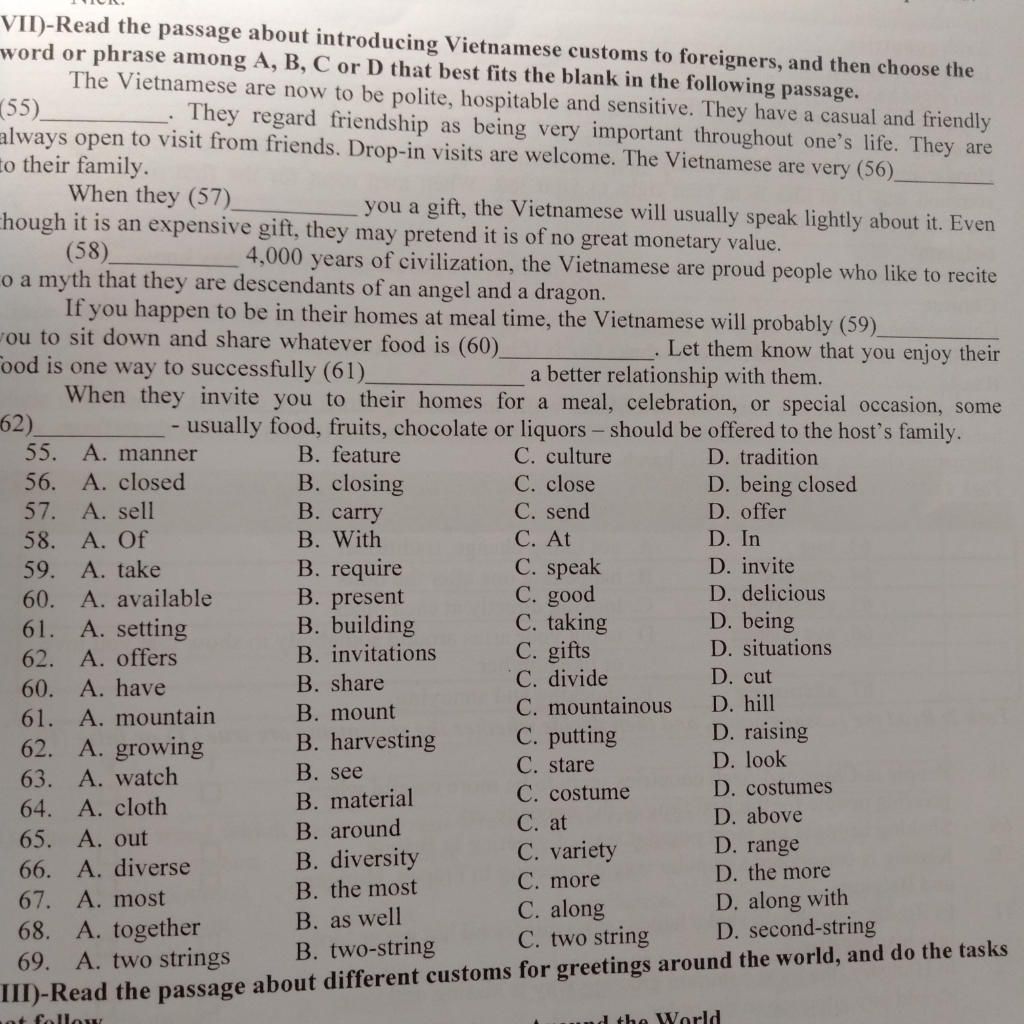 VII)-Read the passage about introducing Vietnamese customs to foreigners, and then choose the
word or phrase among A, B, C or D that best fits the blank in the following passage.
The Vietnamese are now to be polite, hospitable and sensitive. They have a casual and friendly
(55)__________. They regard friendship as being very important throughout one's life. They are
always open to visit from friends. Drop-in visits are welcome. The Vietnamese are very (56)__________
to their family.
When they (57)__________ you a gift, the Vietnamese will usually speak lightly about it. Even
though it is an expensive gift, they may pretend it is of no great monetary value.
(58)__________ 4,000 years of civilization, the Vietnamese are proud people who like to recite
o a myth that they are descendants of an angel and a dragon.
If you happen to be in their homes at meal time, the Vietnamese will probably (59)__________
you to sit down and share whatever food is (60)__________. Let them know that you enjoy their
food is one way to successfully (61)__________ a better relationship with them.
When they invite you to their homes for a meal, celebration, or special occasion, some
62)__________ - usually food, fruits, chocolate or liquors – should be offered to the host's family.
55. A. manner B. feature C. culture D. tradition
56. A. closed B. closing C. close D. being closed
57. A. sell B. carry C. send D. offer
58. A. Of B. With C. At D. In
59. A. take B. require C. speak D. invite
60. A. available B. present C. good D. delicious
61. A. setting B. building C. taking D. being
62. A. offers B. invitations C. gifts D. situations
60. A. have B. share C. divide D. cut
61. A. mountain B. mount C. mountainous D. hill
62. A. growing B. harvesting C. putting D. raising
63. A. watch B. see C. stare D. look
64. A. cloth B. material C. costume D. costumes
65. A. out B. around C. at D. above
66. A. diverse B. diversity C. variety D. range
67. A. most B. the most C. more D. the more
68. A. together B. as well C. along D. along with
69. A. two strings B. two-string C. two string D. second-string
III)-Read the passage about different customs for greetings around the world, and do the tasks
follow
the World